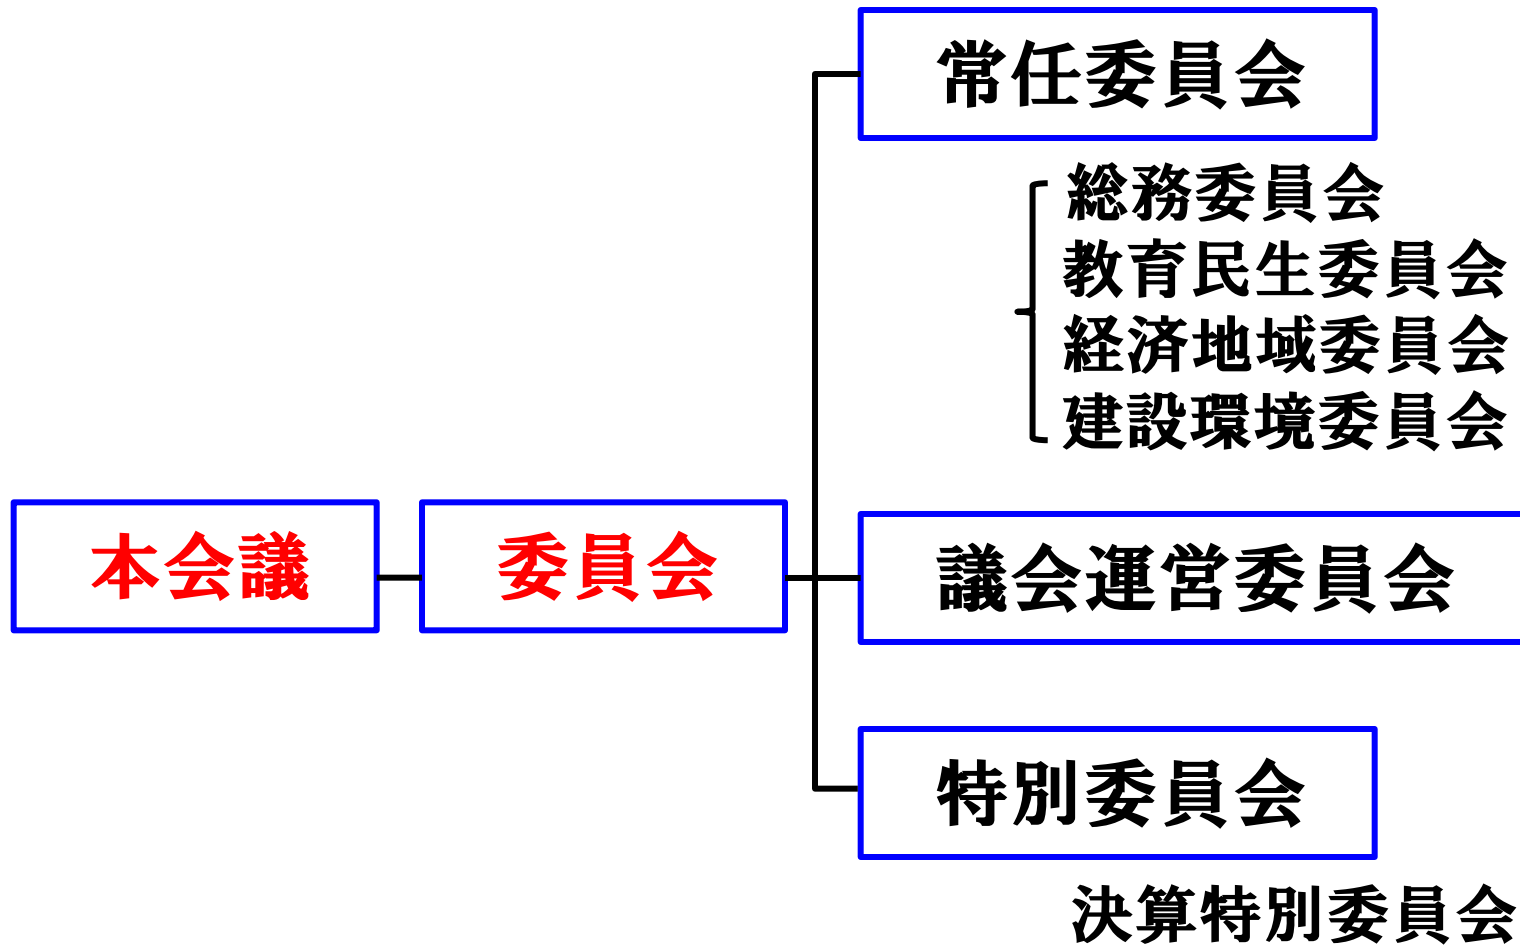 常任委員会
総務委員会
教育民生委員会
経済地域委員会
建設環境委員会
本会議
委員会
議会運営委員会
特別委員会
決算特別委員会